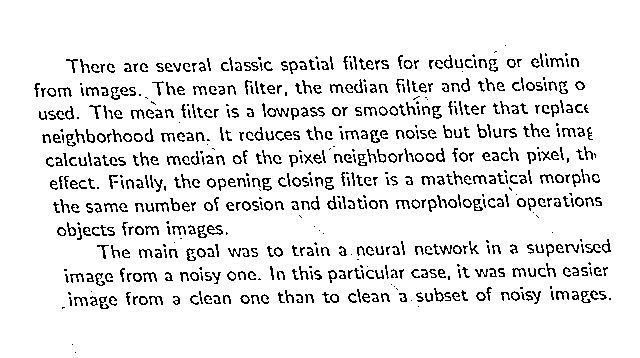 There are several classic spatial filters for reducing or elimin
from images. The mean filter, the median filter and the closing o
used. The mean filter is a lowpass or smoothing filter that replace
neighborhood mean. It reduces the image noise but blurs the imag
calculates the median of the pixel neighborhood for each pixel, th
effect. Finally, the opening closing filter is a mathematical morpho
the same number of erosion and dilation morphological operations
objects from images.
The main goal was to train a neural network in a supervised
image from a noisy one. In this particular case, it was much easier
image from a clean one than to clean a subset of noisy images.